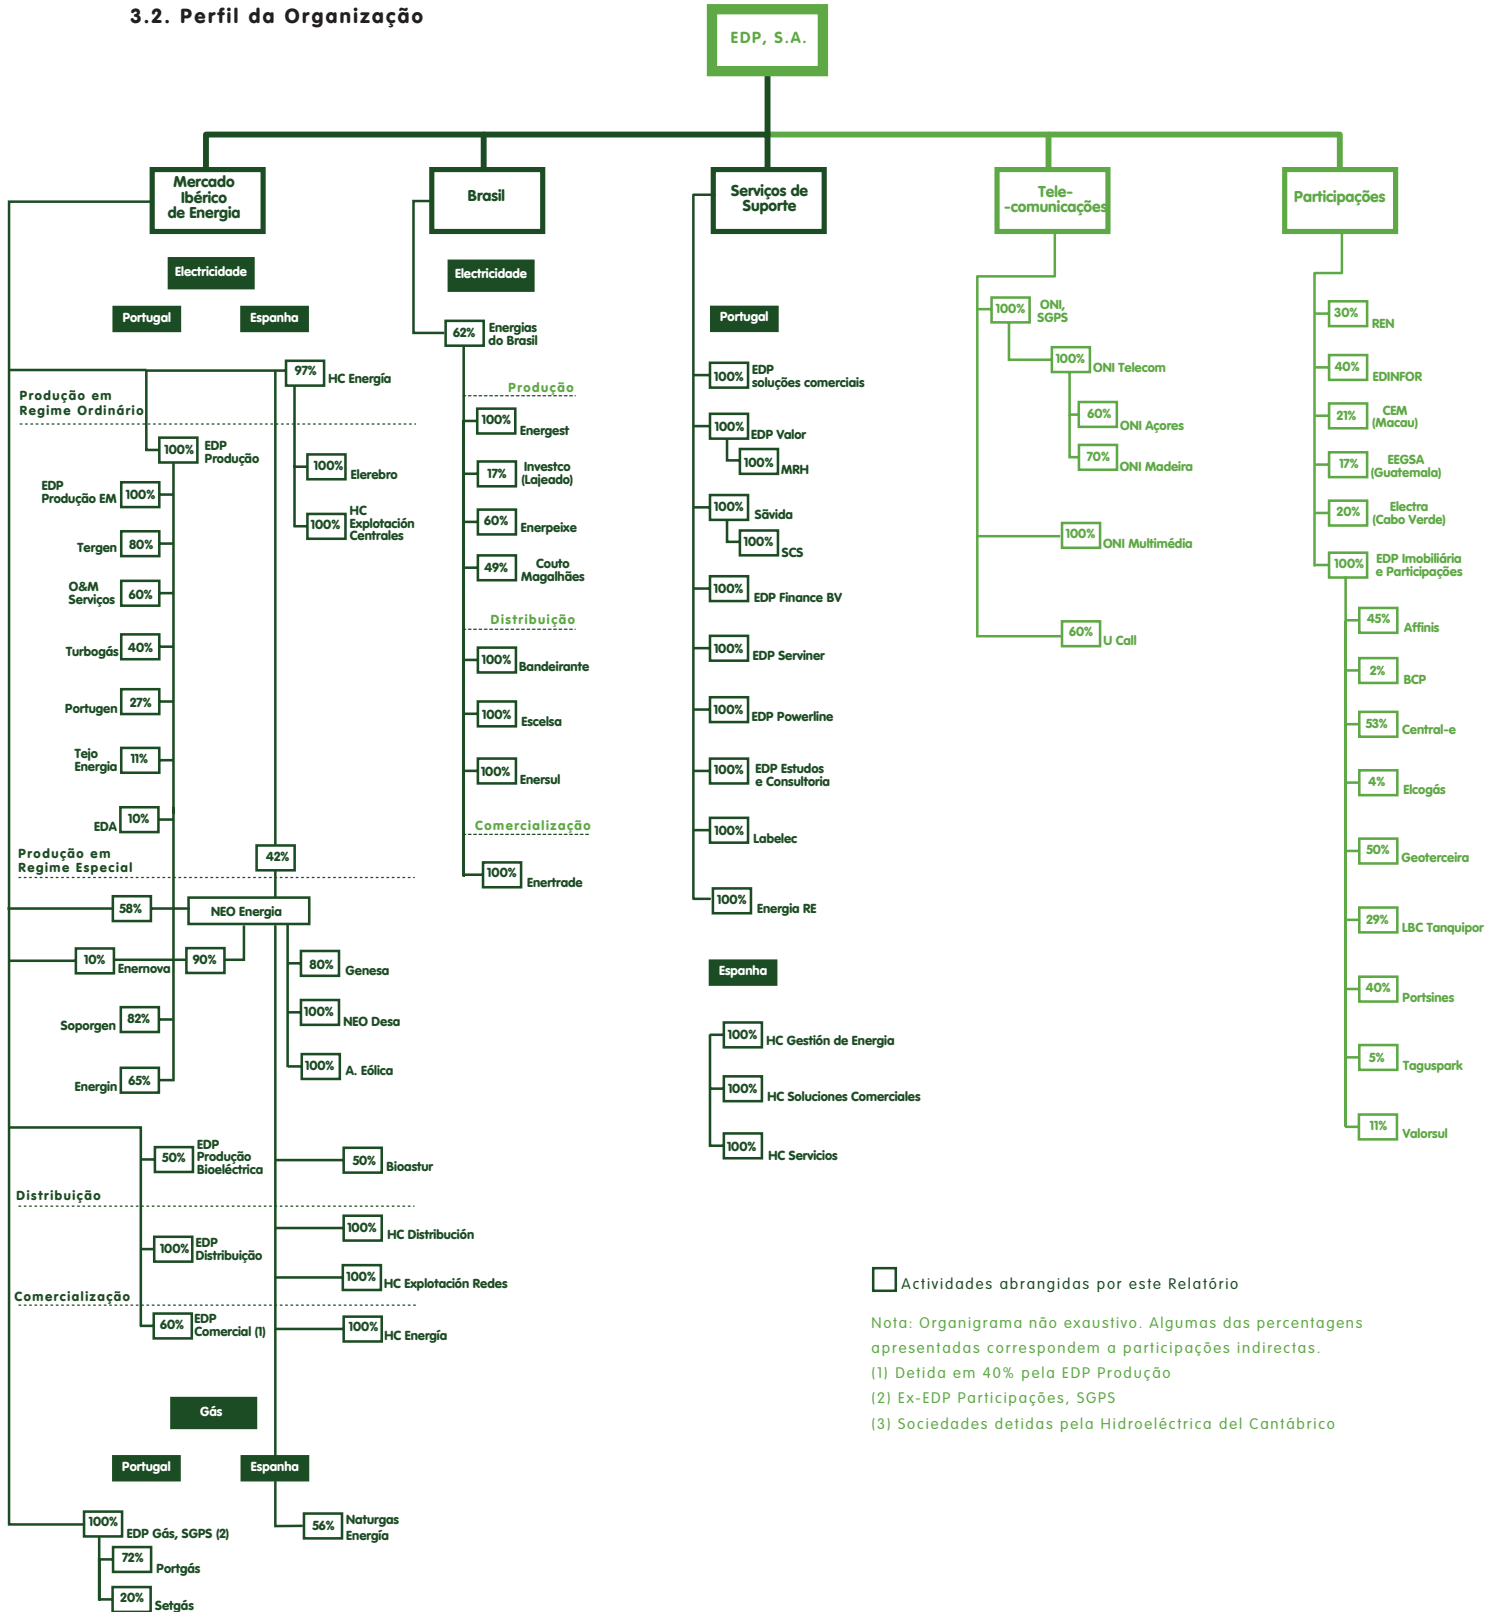 3.2. Perfil da Organização
EDP, S.A.
Mercado
Ibérico
de Energia
Electricidade
Portugal
Espanha
97%
HC Energía
Produção em
Regime Ordinário
100%
EDP
Produção
EDP
Produção EM
100%
100%
Elerebro
100%
HC
Explotación
Centrales
Tergen
80%
O&M
Serviços
60%
Turbogás
40%
Portugen
27%
Tejo
Energia
11%
EDA
10%
Produção em
Regime Especial
42%
58%
NEO Energia
10%
Enernova
90%
80%
Genesa
Soporgen
82%
100%
NEO Desa
Energin
65%
100%
A. Eólica
50%
EDP
Produção
Bioeléctrica
50%
Bioastur
Distribuição
100%
EDP
Distribuição
100%
HC Distribución
100%
HC Explotación Redes
Comercialização
60%
EDP
Comercial (1)
100%
HC Energía
Gás
Portugal
Espanha
100%
EDP Gás, SGPS (2)
72%
Portgás
20%
Setgás
56%
Naturgas
Energía
Brasil
Electricidade
62%
Energias
do Brasil
Produção
100%
Energest
17%
Investco
(Lajeado)
60%
Enerpeixe
49%
Couto
Magalhães
Distribuição
100%
Bandeirante
100%
Escelsa
100%
Enersul
Comercialização
100%
Enertrade
Serviços de
Suporte
Portugal
100%
EDP
soluções comerciais
100%
EDP Valor
100%
MRH
100%
Sãvida
100%
SCS
100%
EDP Finance BV
100%
EDP Serviner
100%
EDP Powerline
100%
EDP Estudos
e Consultoria
100%
Labelec
100%
Energia RE
Espanha
100%
HC Gestión de Energia
100%
HC Soluciones Comerciales
100%
HC Servicios
Tele-
-comunicações
100%
ONI,
SGPS
100%
ONI Telecom
60%
ONI Açores
70%
ONI Madeira
100%
ONI Multimédia
60%
U Call
Participações
30%
REN
40%
EDINFOR
21%
CEM
(Macau)
17%
EEGSA
(Guatemala)
20%
Electra
(Cabo Verde)
100%
EDP Imobiliária
e Participações
45%
Affinis
2%
BCP
53%
Central-e
4%
Elcogás
50%
Geoterceira
29%
LBC Tanquipor
40%
Portsines
5%
Taguspark
11%
Valorsul
Actividades abrangidas por este Relatório
Nota: Organigrama não exaustivo. Algumas das percentagens
apresentadas correspondem a participações indirectas.
(1) Detida em 40% pela EDP Produção
(2) Ex-EDP Participações, SGPS
(3) Sociedades detidas pela Hidroeléctrica del Cantábrico